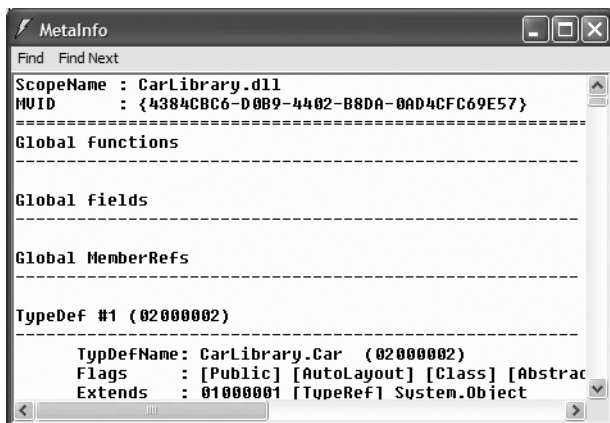 MetaInfo
Find Find Next
ScopeName : CarLibrary.dll
MVID      : {4384CBC6-D0B9-4402-B8DA-0AD4CFC69E57}
===========================================================
Global functions
-----------------------------------------------------------
Global fields
-----------------------------------------------------------
Global MemberRefs
-----------------------------------------------------------
TypeDef #1 (02000002)
-----------------------------------------------------------
TypDefName: CarLibrary.Car  (02000002)
Flags     : [Public] [AutoLayout] [Class] [Abstrac
Extends   : 01000001 [TypeRef] System.Object